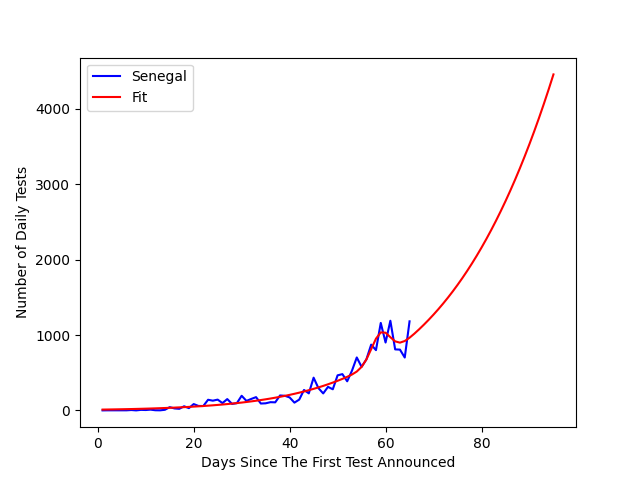 Senegal
Fit
Number of Daily Tests
4000
3000
2000
1000
0
0 20 40 60 80
Days Since The First Test Announced